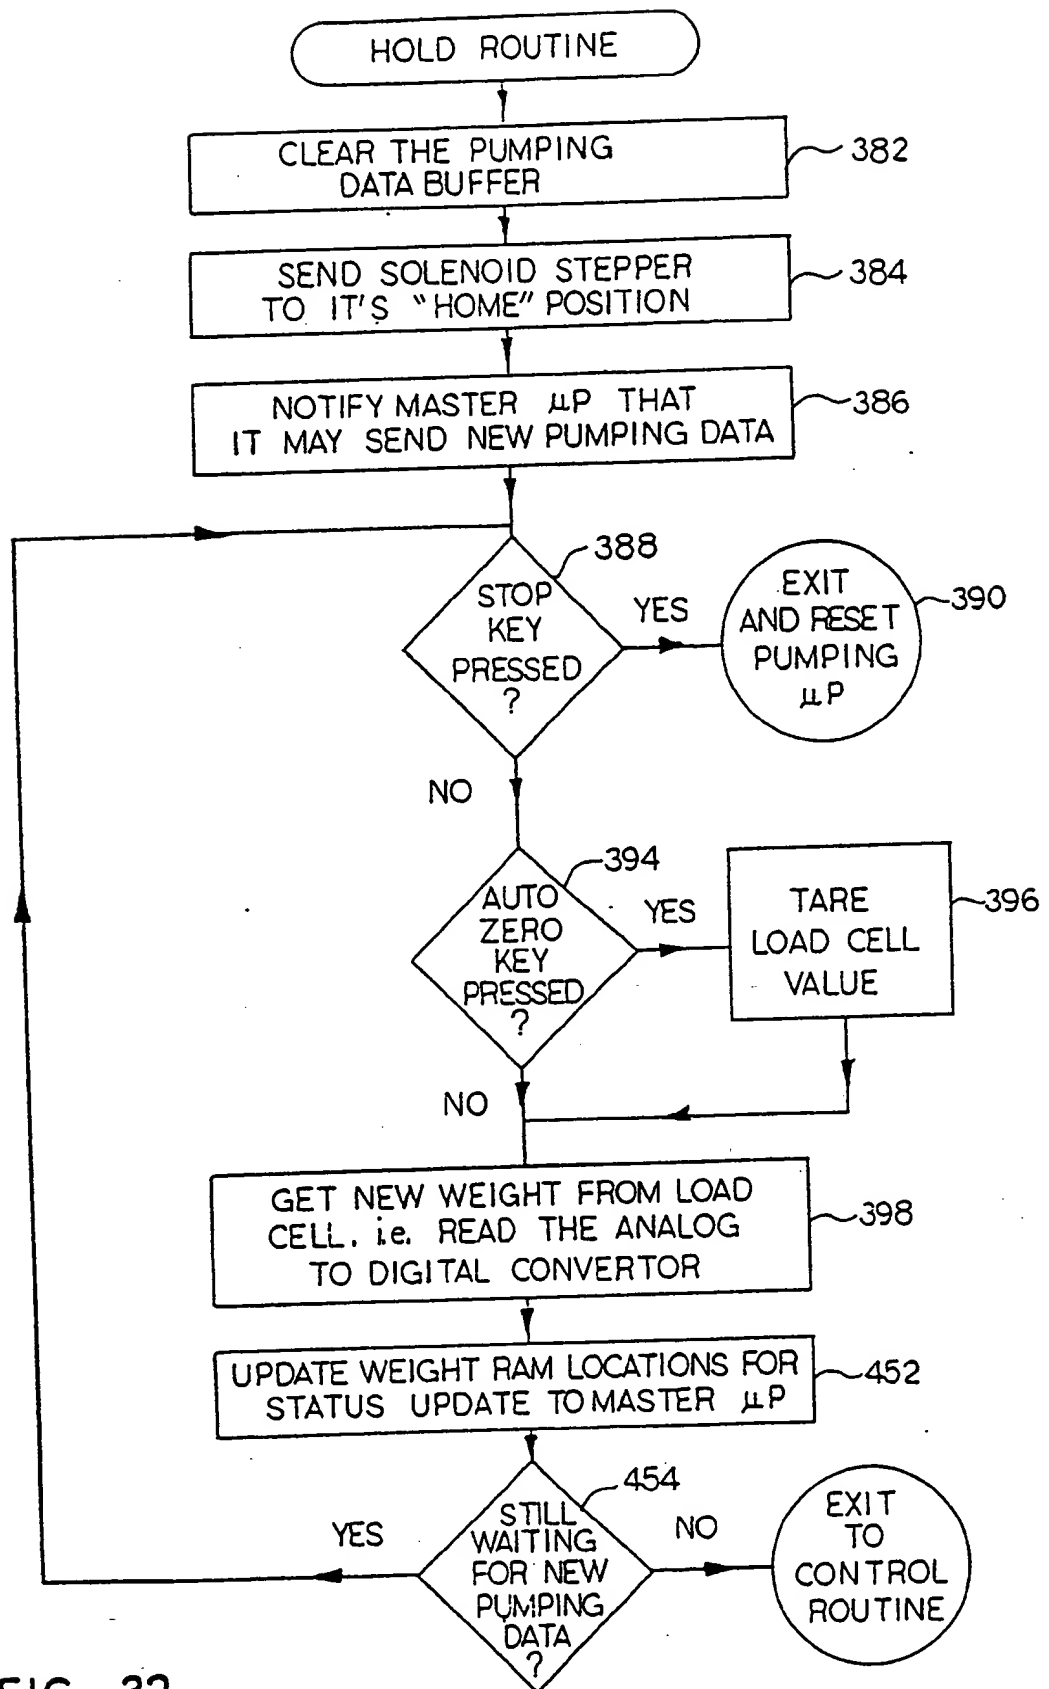 HOLD ROUTINE
CLEAR THE PUMPING
DATA BUFFER
382
SEND SOLENOID STEPPER
TO IT'S "HOME" POSITION
384
NOTIFY MASTER µP THAT
IT MAY SEND NEW PUMPING DATA
386
388
STOP
KEY
PRESSED
?
YES
EXIT
AND RESET
PUMPING
µP
390
NO
394
AUTO
ZERO
KEY
PRESSED
?
YES
TARE
LOAD CELL
VALUE
396
NO
GET NEW WEIGHT FROM LOAD
CELL. i.e. READ THE ANALOG
TO DIGITAL CONVERTOR
398
UPDATE WEIGHT RAM LOCATIONS FOR
STATUS UPDATE TO MASTER µP
452
454
STILL
WAITING
FOR NEW
PUMPING
DATA
?
YES
NO
EXIT
TO
CONTROL
ROUTINE
FIG. 32